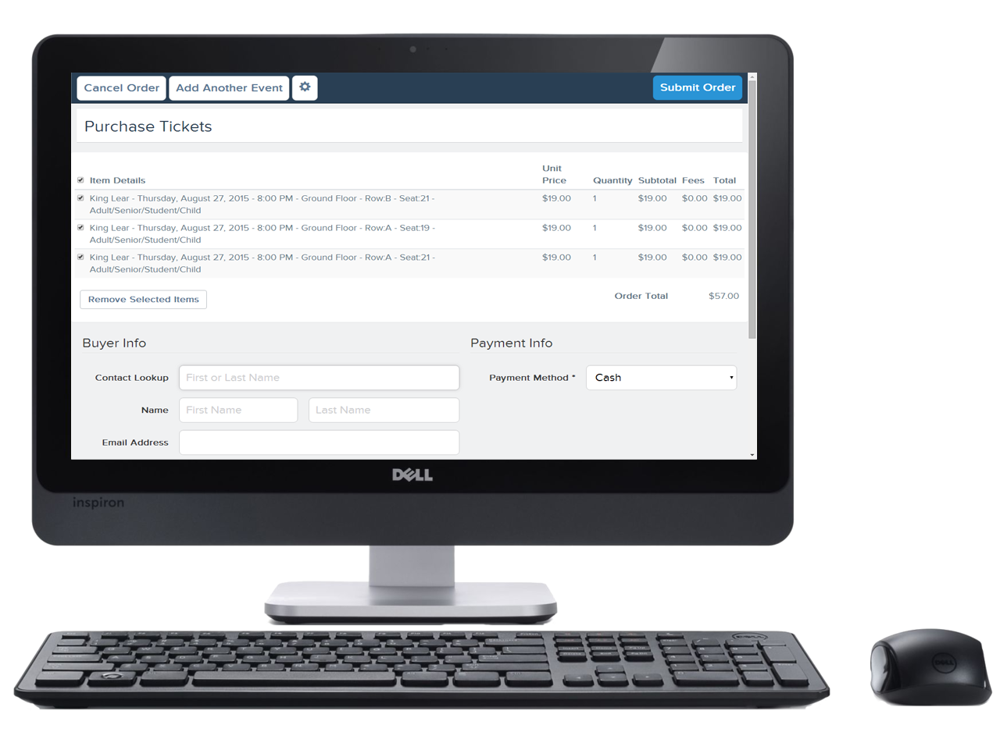 Cancel Order Add Another Event Submit Order
Purchase Tickets
Unit
Item Details Price Quantity Subtotal Fees Total
King Lear - Thursday, August 27, 2015 - 8:00 PM - Ground Floor - Row:B - Seat:21 - $19.00 1 $19.00 $0.00 $19.00
Adult/Senior/Student/Child
King Lear - Thursday, August 27, 2015 - 8:00 PM - Ground Floor - Row:A - Seat:19 - $19.00 1 $19.00 $0.00 $19.00
Adult/Senior/Student/Child
King Lear - Thursday, August 27, 2015 - 8:00 PM - Ground Floor - Row:A - Seat:21 - $19.00 1 $19.00 $0.00 $19.00
Adult/Senior/Student/Child
Remove Selected Items Order Total $57.00
Buyer Info Payment Info
Contact Lookup First or Last Name Payment Method * Cash
Name First Name Last Name
Email Address
DELL
inspiron
DELL
DELL